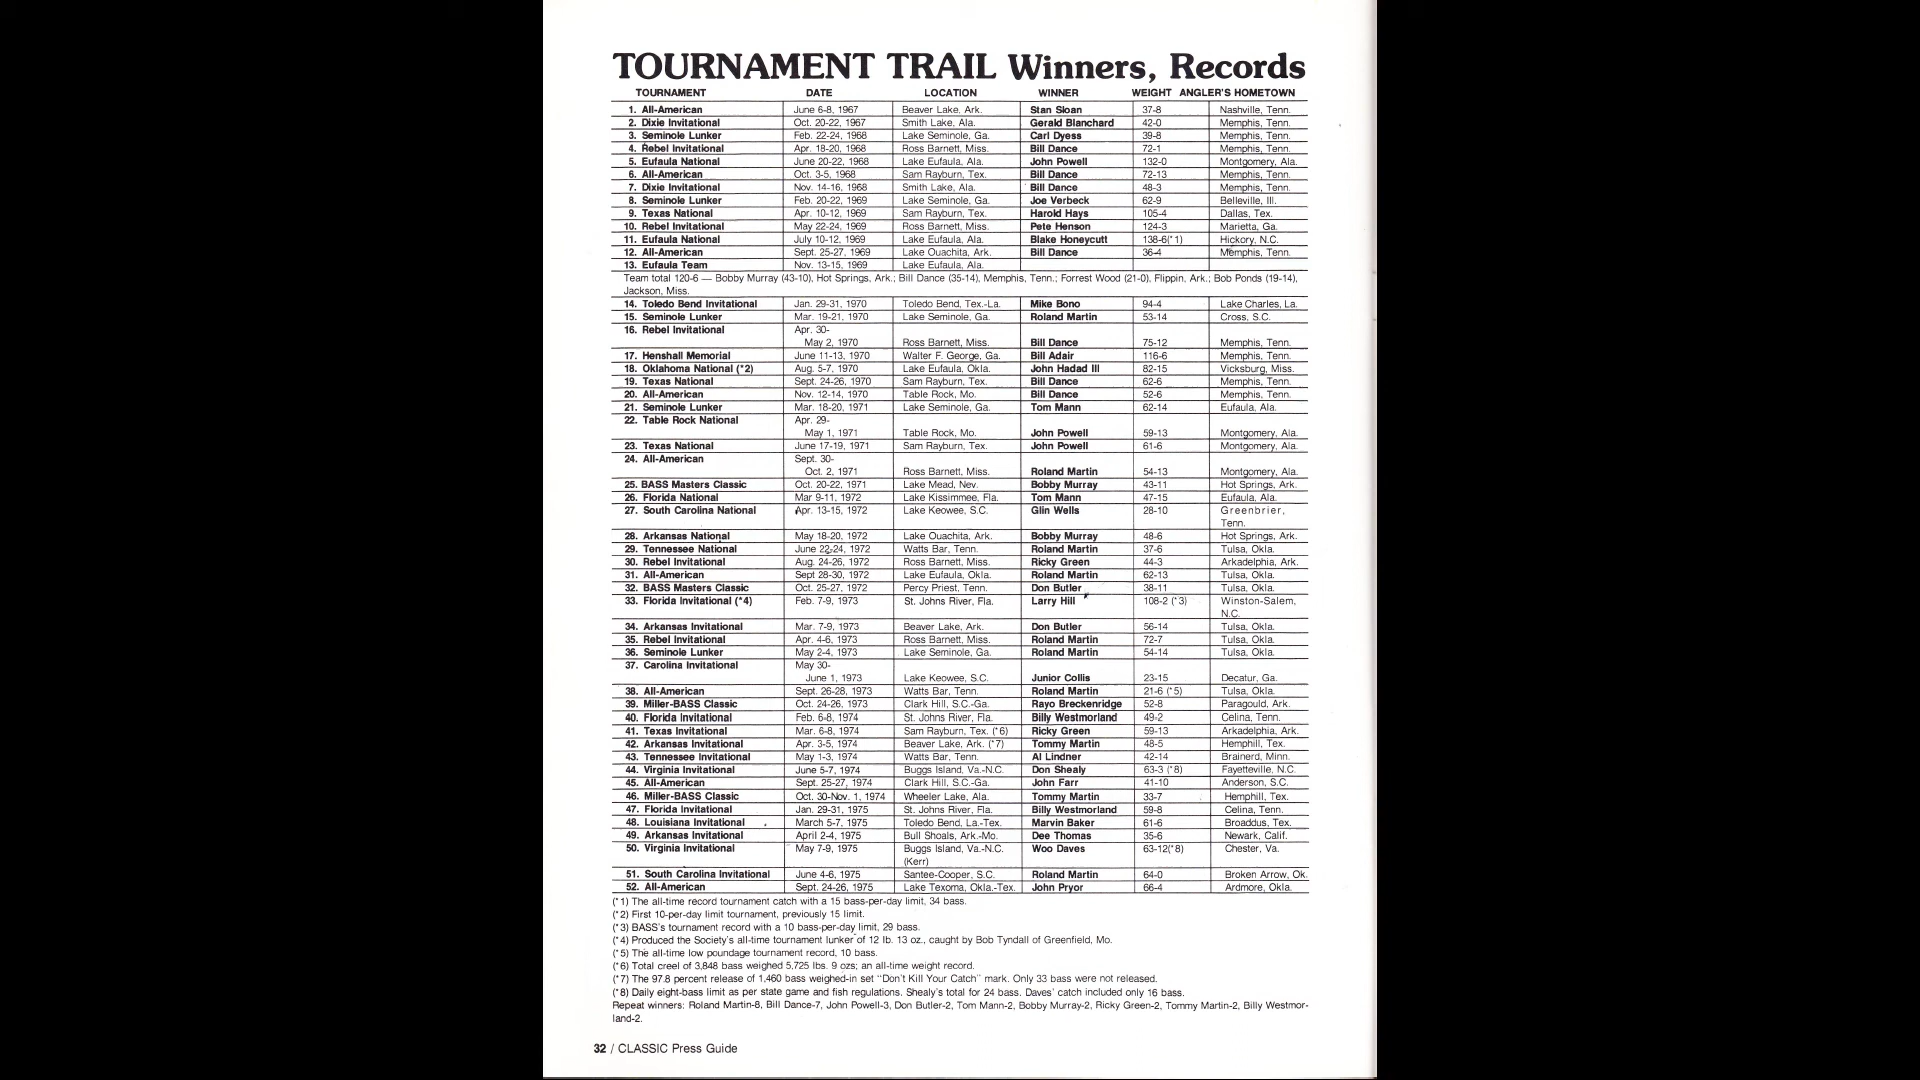 TOURNAMENT TRAIL Winners, Records
TOURNAMENT DATE LOCATION WINNER WEIGHT ANGLER'S HOMETOWN
1. All-American June 6-8, 1967 Beaver Lake, Ark. Stan Sloan 37-8 Nashville, Tenn.
2. Dixie Invitational Oct. 20-22, 1967 Smith Lake, Ala. Gerald Blanchard 42-0 Memphis, Tenn.
3. Seminole Lunker Feb. 22-24, 1968 Lake Seminole, Ga. Carl Dyess 39-8 Memphis, Tenn.
4. Rebel Invitational Apr. 18-20, 1968 Ross Barnett, Miss. Bill Dance 72-1 Memphis, Tenn.
5. Eufaula National June 20-22, 1968 Lake Eufaula, Ala. John Powell 132-0 Montgomery, Ala.
6. All-American Oct. 3-5, 1968 Sam Rayburn, Tex. Bill Dance 72-13 Memphis, Tenn.
7. Dixie Invitational Nov. 14-16, 1968 Smith Lake, Ala. Bill Dance 48-3 Memphis, Tenn.
8. Seminole Lunker Feb. 20-22, 1969 Lake Seminole, Ga. Joe Verbeck 62-9 Belleville, Ill.
9. Texas National Apr. 10-12, 1969 Sam Rayburn, Tex. Harold Hays 105-4 Dallas, Tex.
10. Rebel Invitational May 22-24, 1969 Ross Barnett, Miss. Pete Henson 124-3 Marietta, Ga.
11. Eufaula National July 10-12, 1969 Lake Eufaula, Ala. Blake Honeycutt 138-6(*1) Hickory, N.C.
12. All-American Sept. 25-27, 1969 Lake Ouachita, Ark. Bill Dance 36-4 Memphis, Tenn.
13. Eufaula Team Nov. 13-15, 1969 Lake Eufaula, Ala.
Team total 120-6 — Bobby Murray (43-10), Hot Springs, Ark.; Bill Dance (35-14), Memphis, Tenn.; Forrest Wood (21-0), Flippin, Ark.; Bob Ponds (19-14),
Jackson, Miss.
14. Toledo Bend Invitational Jan. 29-31, 1970 Toledo Bend, Tex.-La. Mike Bono 94-4 Lake Charles, La.
15. Seminole Lunker Mar. 19-21, 1970 Lake Seminole, Ga. Roland Martin 53-14 Cross, S.C.
16. Rebel Invitational Apr. 30-
May 2, 1970 Ross Barnett, Miss. Bill Dance 75-12 Memphis, Tenn.
17. Henshall Memorial June 11-13, 1970 Walter F. George, Ga. Bill Adair 116-6 Memphis, Tenn.
18. Oklahoma National (*2) Aug. 5-7, 1970 Lake Eufaula, Okla. John Hadad III 82-15 Vicksburg, Miss.
19. Texas National Sept. 24-26, 1970 Sam Rayburn, Tex. Bill Dance 62-6 Memphis, Tenn.
20. All-American Nov. 12-14, 1970 Table Rock, Mo. Bill Dance 52-6 Memphis, Tenn.
21. Seminole Lunker Mar. 18-20, 1971 Lake Seminole, Ga. Tom Mann 62-14 Eufaula, Ala.
22. Table Rock National Apr. 29-
May 1, 1971 Table Rock, Mo. John Powell 59-13 Montgomery, Ala.
23. Texas National June 17-19, 1971 Sam Rayburn, Tex. John Powell 61-6 Montgomery, Ala.
24. All-American Sept. 30-
Oct. 2, 1971 Ross Barnett, Miss. Roland Martin 54-13 Montgomery, Ala.
25. BASS Masters Classic Oct. 20-22, 1971 Lake Mead, Nev. Bobby Murray 43-11 Hot Springs, Ark.
26. Florida National Mar 9-11, 1972 Lake Kissimmee, Fla. Tom Mann 47-15 Eufaula, Ala.
27. South Carolina National Apr. 13-15, 1972 Lake Keowee, S.C. Glin Wells 28-10 Greenbrier,
Tenn.
28. Arkansas National May 18-20, 1972 Lake Ouachita, Ark. Bobby Murray 48-6 Hot Springs, Ark.
29. Tennessee National June 22-24, 1972 Watts Bar, Tenn. Roland Martin 37-6 Tulsa, Okla.
30. Rebel Invitational Aug. 24-26, 1972 Ross Barnett, Miss. Ricky Green 44-3 Arkadelphia, Ark.
31. All-American Sept 28-30, 1972 Lake Eufaula, Okla. Roland Martin 62-13 Tulsa, Okla.
32. BASS Masters Classic Oct. 25-27, 1972 Percy Priest, Tenn. Don Butler 38-11 Tulsa, Okla.
33. Florida Invitational (*4) Feb. 7-9, 1973 St. Johns River, Fla. Larry Hill 108-2 (*3) Winston-Salem,
N.C.
34. Arkansas Invitational Mar. 7-9, 1973 Beaver Lake, Ark. Don Butler 56-14 Tulsa, Okla.
35. Rebel Invitational Apr. 4-6, 1973 Ross Barnett, Miss. Roland Martin 72-7 Tulsa, Okla.
36. Seminole Lunker May 2-4, 1973 Lake Seminole, Ga. Roland Martin 54-14 Tulsa, Okla.
37. Carolina Invitational May 30-
June 1, 1973 Lake Keowee, S.C. Junior Collis 23-15 Decatur, Ga.
38. All-American Sept. 26-28, 1973 Watts Bar, Tenn. Roland Martin 21-6 (*5) Tulsa, Okla.
39. Miller-BASS Classic Oct. 24-26, 1973 Clark Hill, S.C.-Ga. Rayo Breckenridge 52-8 Paragould, Ark.
40. Florida Invitational Feb. 6-8, 1974 St. Johns River, Fla. Billy Westmorland 49-2 Celina, Tenn.
41. Texas Invitational Mar. 6-8, 1974 Sam Rayburn, Tex. (*6) Ricky Green 59-13 Arkadelphia, Ark.
42. Arkansas Invitational Apr. 3-5, 1974 Beaver Lake, Ark. (*7) Tommy Martin 48-5 Hemphill, Tex.
43. Tennessee Invitational May 1-3, 1974 Watts Bar, Tenn. Al Lindner 42-14 Brainerd, Minn.
44. Virginia Invitational June 5-7, 1974 Buggs Island, Va.-N.C. Don Shealy 63-3 (*8) Fayetteville, N.C.
45. All-American Sept. 25-27, 1974 Clark Hill, S.C.-Ga. John Farr 41-10 Anderson, S.C.
46. Miller-BASS Classic Oct. 30-Nov. 1, 1974 Wheeler Lake, Ala. Tommy Martin 33-7 Hemphill, Tex.
47. Florida Invitational Jan. 29-31, 1975 St. Johns River, Fla. Billy Westmorland 59-8 Celina, Tenn.
48. Louisiana Invitational March 5-7, 1975 Toledo Bend, La.-Tex. Marvin Baker 61-6 Broaddus, Tex.
49. Arkansas Invitational April 2-4, 1975 Bull Shoals, Ark.-Mo. Dee Thomas 35-6 Newark, Calif.
50. Virginia Invitational May 7-9, 1975 Buggs Island, Va.-N.C. Woo Daves 63-12(*8) Chester, Va.
(Kerr)
51. South Carolina Invitational June 4-6, 1975 Santee-Cooper, S.C. Roland Martin 64-0 Broken Arrow, Ok.
52. All-American Sept. 24-26, 1975 Lake Texoma, Okla.-Tex. John Pryor 66-4 Ardmore, Okla.
(*1) The all-time record tournament catch with a 15 bass-per-day limit, 34 bass.
(*2) First 10-per-day limit tournament, previously 15 limit.
(*3) BASS's tournament record with a 10 bass-per-day limit, 29 bass.
(*4) Produced the Society's all-time tournament lunker of 12 lb. 13 oz., caught by Bob Tyndall of Greenfield, Mo.
(*5) The all-time low poundage tournament record, 10 bass.
(*6) Total creel of 3,848 bass weighed 5,725 lbs. 9 ozs; an all-time weight record.
(*7) The 97.8 percent release of 1,460 bass weighed-in set "Don't Kill Your Catch" mark. Only 33 bass were not released.
(*8) Daily eight-bass limit as per state game and fish regulations. Shealy's total for 24 bass. Daves' catch included only 16 bass.
Repeat winners: Roland Martin-8, Bill Dance-7, John Powell-3, Don Butler-2, Tom Mann-2, Bobby Murray-2, Ricky Green-2, Tommy Martin-2, Billy Westmor-
land-2.
32 / CLASSIC Press Guide